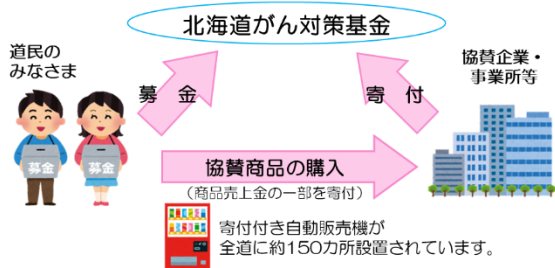 北海道がん対策基金
道民の
みなさま
協賛企業・
事業所等
募金
寄付
募金
募金
協賛商品の購入
（商品売上金の一部を寄付）
寄付付き自動販売機が
全道に約150カ所設置されています。